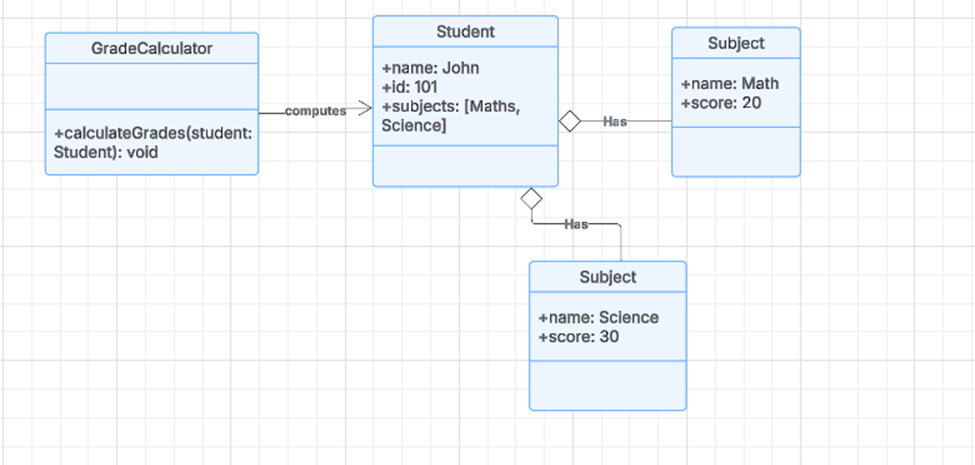 GradeCalculator
+calculateGrades(student:
Student): void
computes
Student
+name: John
+id: 101
+subjects: [Maths,
Science]
Has
Subject
+name: Math
+score: 20
Has
Subject
+name: Science
+score: 30